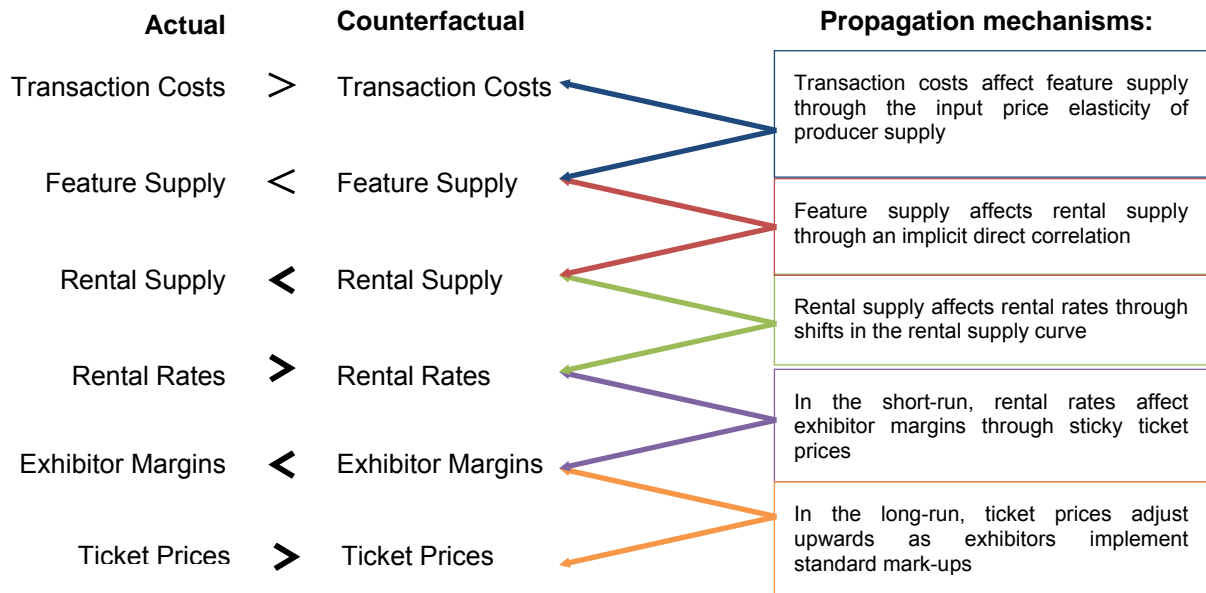 Actual Counterfactual Propagation mechanisms:
Transaction Costs > Transaction Costs
Transaction costs affect feature supply
through the input price elasticity of
producer supply
Feature Supply < Feature Supply
Feature supply affects rental supply
through an implicit direct correlation
Rental Supply < Rental Supply
Rental supply affects rental rates through
shifts in the rental supply curve
Rental Rates > Rental Rates
In the short-run, rental rates affect
exhibitor margins through sticky ticket
prices
Exhibitor Margins < Exhibitor Margins
In the long-run, ticket prices adjust
upwards as exhibitors implement
standard mark-ups
Ticket Prices > Ticket Prices